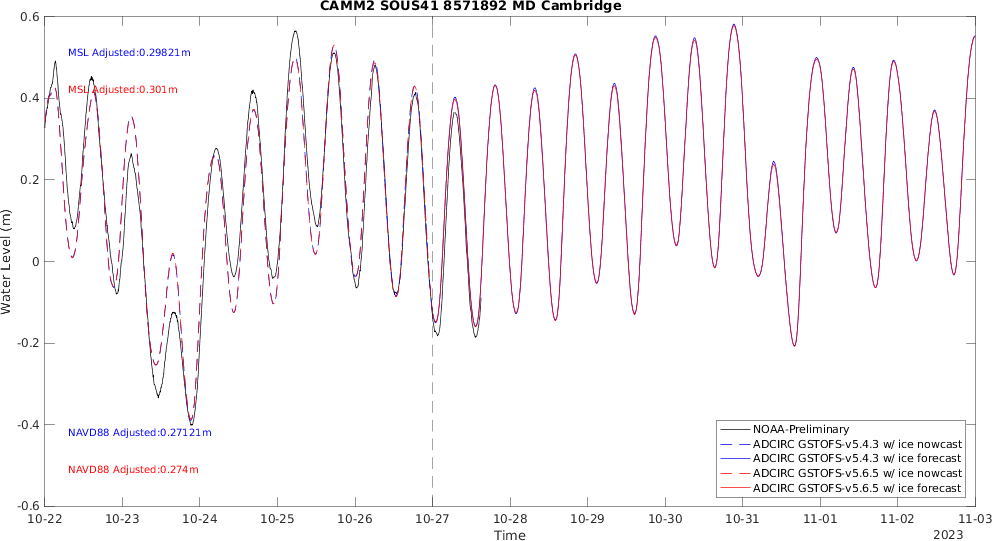 CAMM2 SOUS41 8571892 MD Cambridge
0.6
0.4
0.2
0
-0.2
-0.4
-0.6
Water Level (m)
MSL Adjusted:0.29821m
MSL Adjusted:0.301m
NAVD88 Adjusted:0.27121m
NAVD88 Adjusted:0.274m
NOAA-Preliminary
ADCIRC GSTOFS-v5.4.3 w/ ice nowcast
ADCIRC GSTOFS-v5.4.3 w/ ice forecast
ADCIRC GSTOFS-v5.6.5 w/ ice nowcast
ADCIRC GSTOFS-v5.6.5 w/ ice forecast
10-22 10-23 10-24 10-25 10-26 10-27 10-28 10-29 10-30 10-31 11-01 11-02 11-03
Time
2023